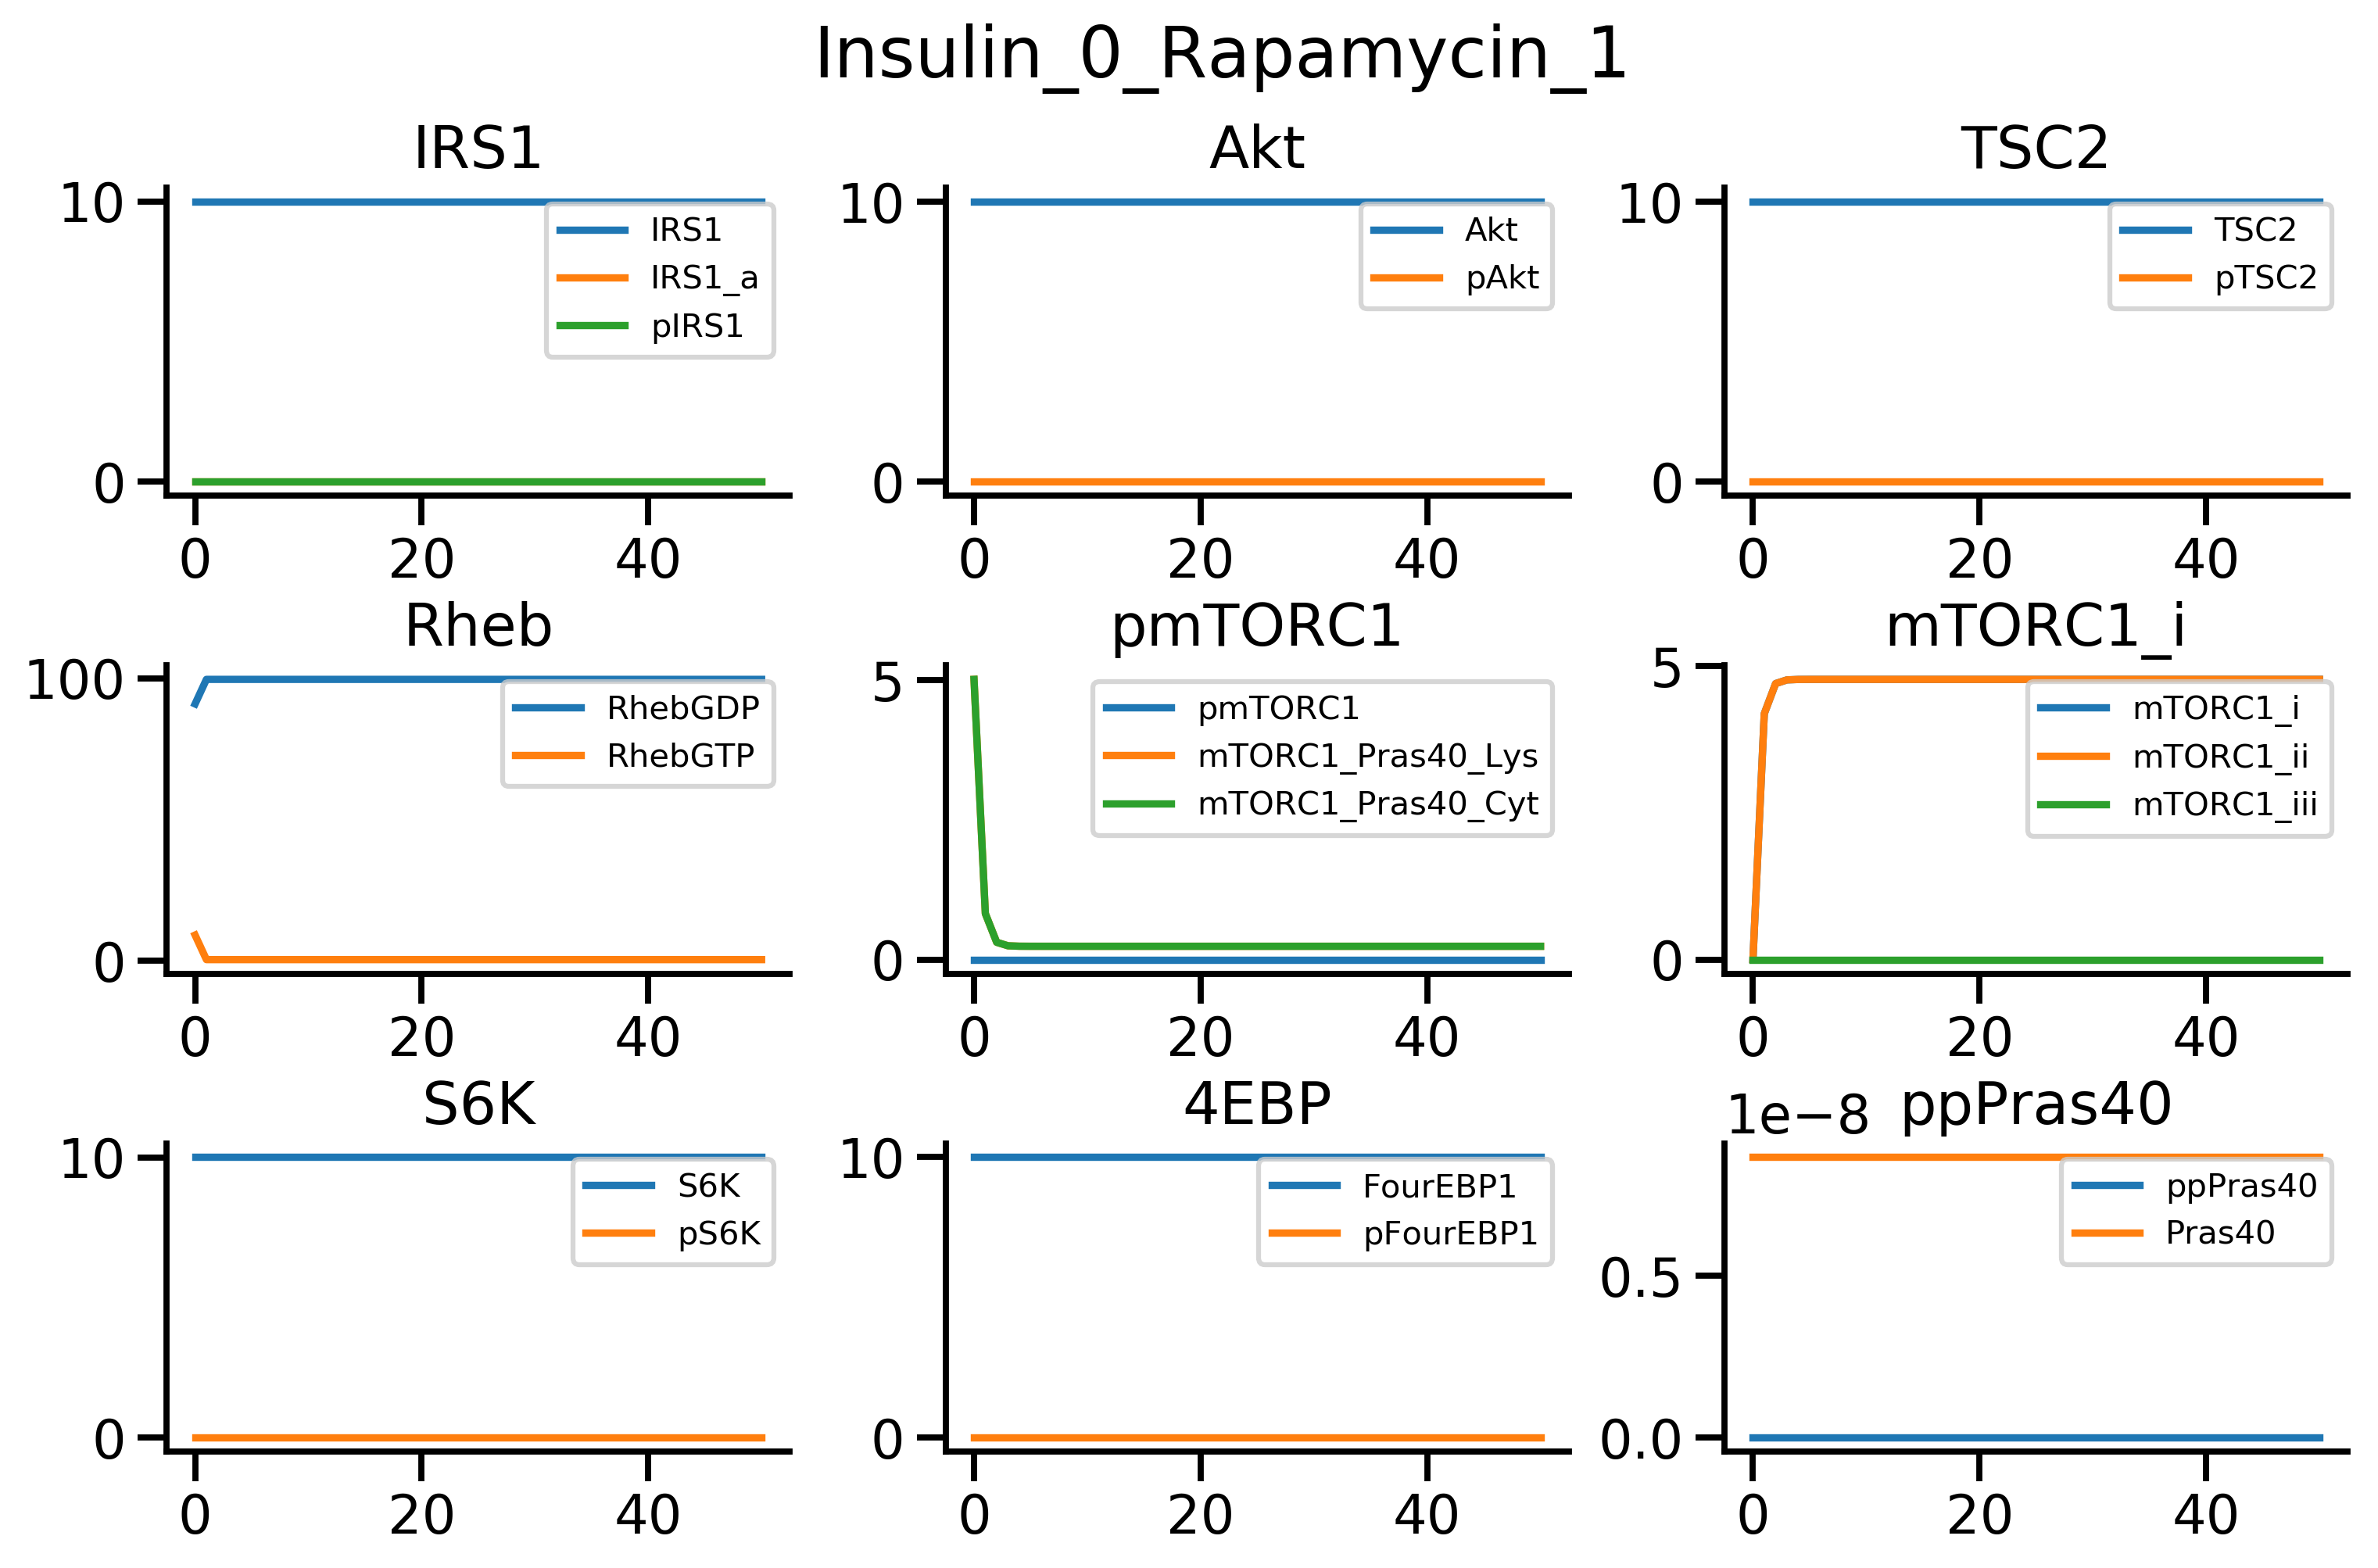 Insulin_0_Rapamycin_1
IRS1
10
0
0 20 40
IRS1
IRS1_a
pIRS1
Akt
10
0
0 20 40
Akt
pAkt
TSC2
10
0
0 20 40
TSC2
pTSC2
Rheb
100
0
0 20 40
RhebGDP
RhebGTP
pmTORC1
5
0
0 20 40
pmTORC1
mTORC1_Pras40_Lys
mTORC1_Pras40_Cyt
mTORC1_i
5
0
0 20 40
mTORC1_i
mTORC1_ii
mTORC1_iii
S6K
10
0
0 20 40
S6K
pS6K
4EBP
10
0
0 20 40
FourEBP1
pFourEBP1
1e−8 ppPras40
0.5
0.0
0 20 40
ppPras40
Pras40